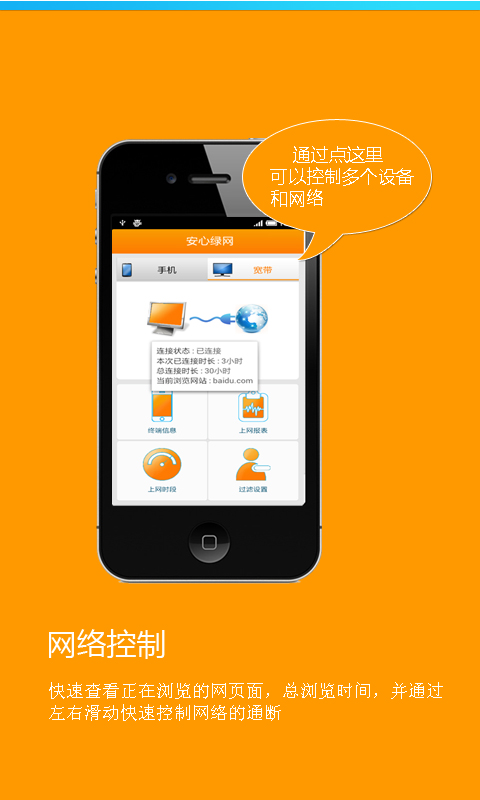 通过点这里
可以控制多个设备
和网络
安心绿网
手机
宽带
连接状态 : 已连接
本次已连接时长 : 3小时
总连接时长 : 30小时
当前浏览网站 : baidu.com
终端信息
上网报表
上网时段
过滤设置
网络控制
快速查看正在浏览的网页面，总浏览时间，并通过
左右滑动快速控制网络的通断